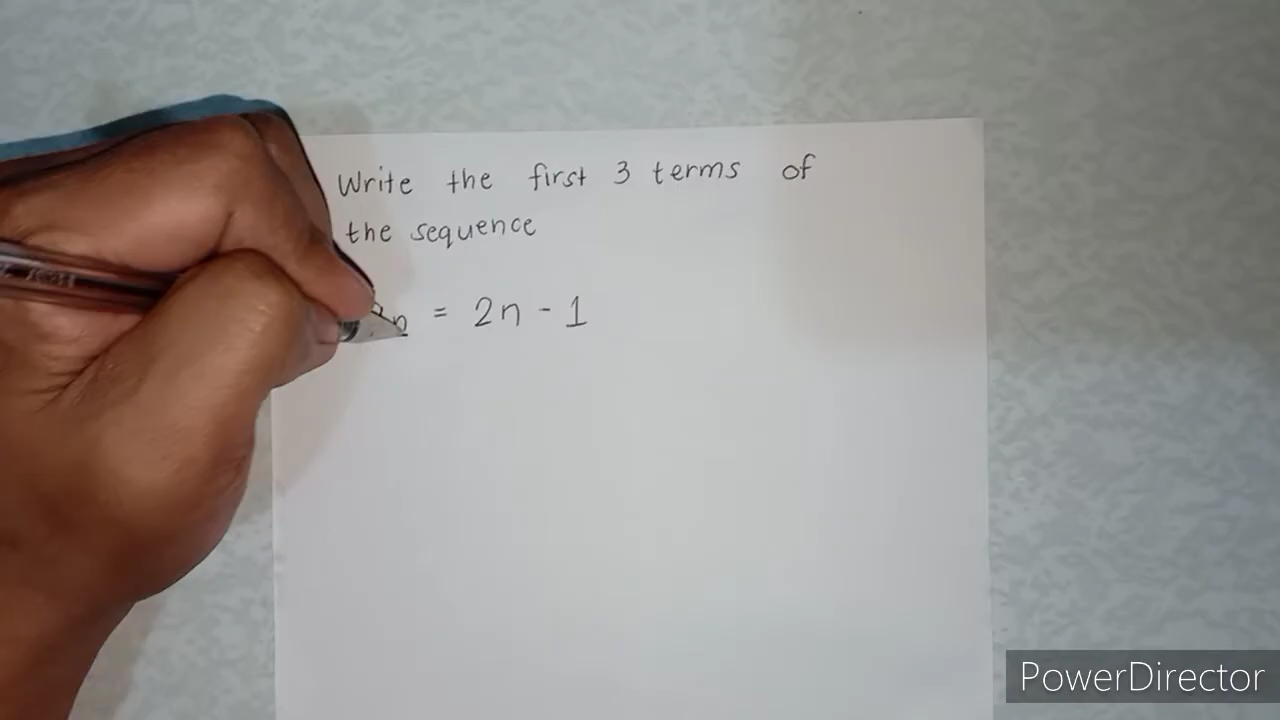 Write the first 3 terms of
the sequence
n = 2n - 1
PowerDirector